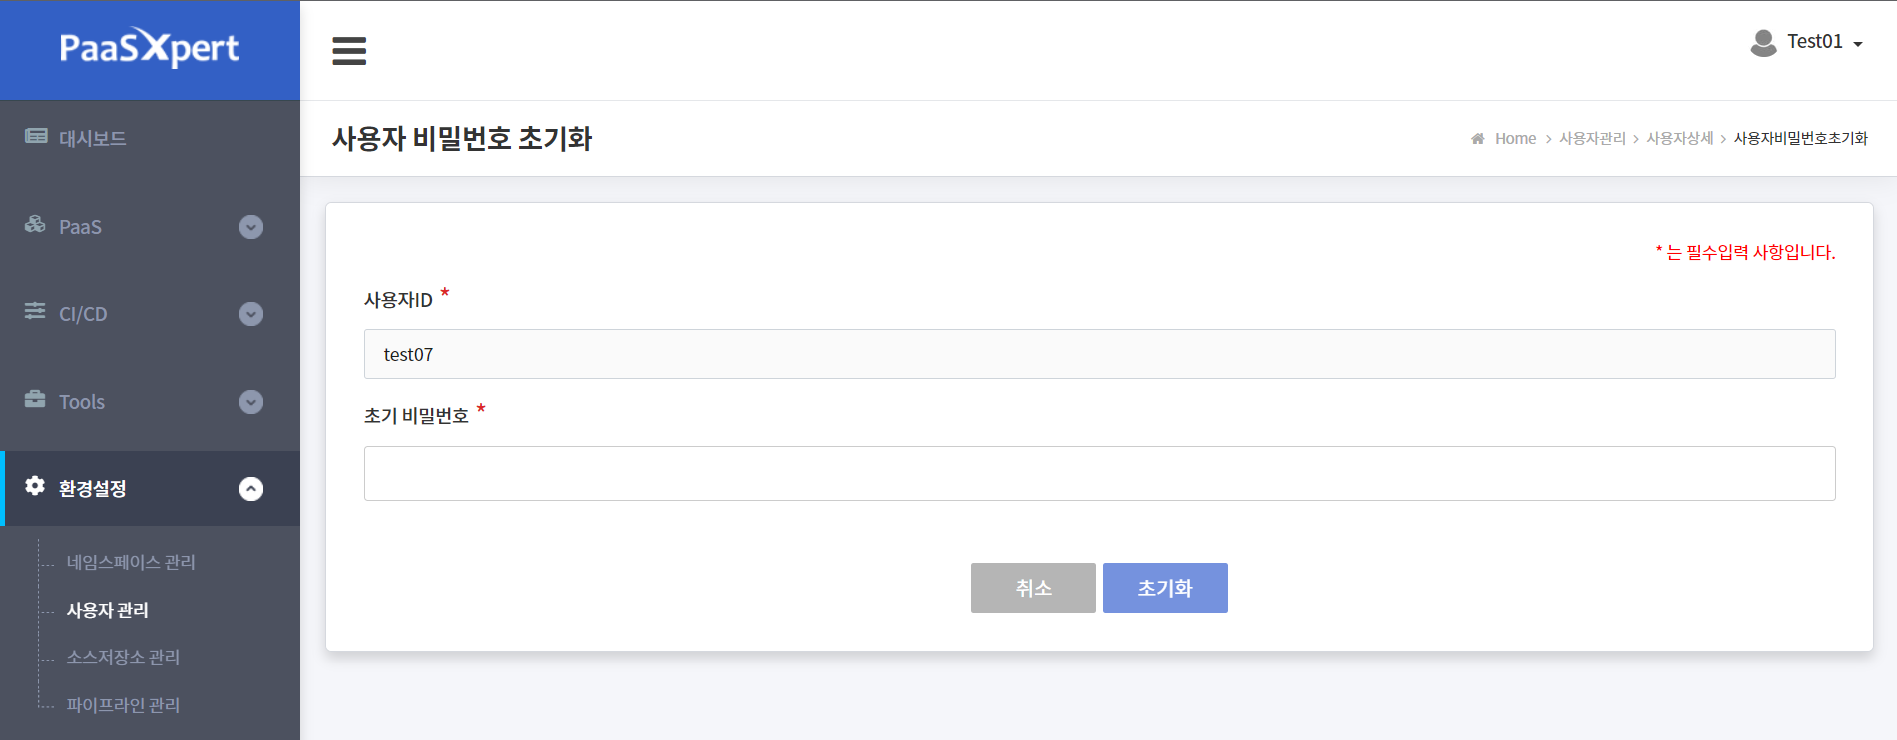 PaaSXpert
Test01
대시보드
PaaS
CI/CD
Tools
환경설정
네임스페이스 관리
사용자 관리
소스저장소 관리
파이프라인 관리
사용자 비밀번호 초기화
Home > 사용자관리 > 사용자상세 > 사용자비밀번호초기화
* 는 필수입력 사항입니다.
사용자ID *
test07
초기 비밀번호 *
취소 초기화